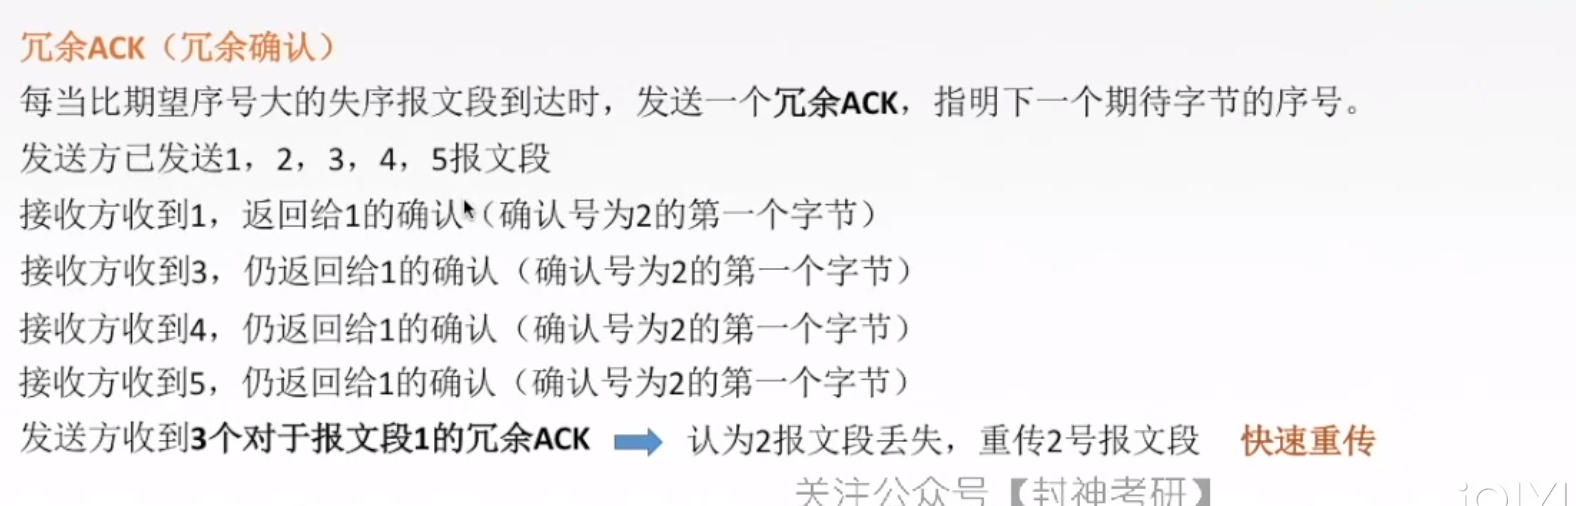 冗余ACK（冗余确认）
每当比期望序号大的失序报文段到达时，发送一个冗余ACK，指明下一个期待字节的序号。
发送方已发送1，2，3，4，5报文段
接收方收到1，返回给1的确认（确认号为2的第一个字节）
接收方收到3，仍返回给1的确认（确认号为2的第一个字节）
接收方收到4，仍返回给1的确认（确认号为2的第一个字节）
接收方收到5，仍返回给1的确认（确认号为2的第一个字节）
发送方收到3个对于报文段1的冗余ACK 认为2报文段丢失，重传2号报文段 快速重传
关注公众号【封神考研】